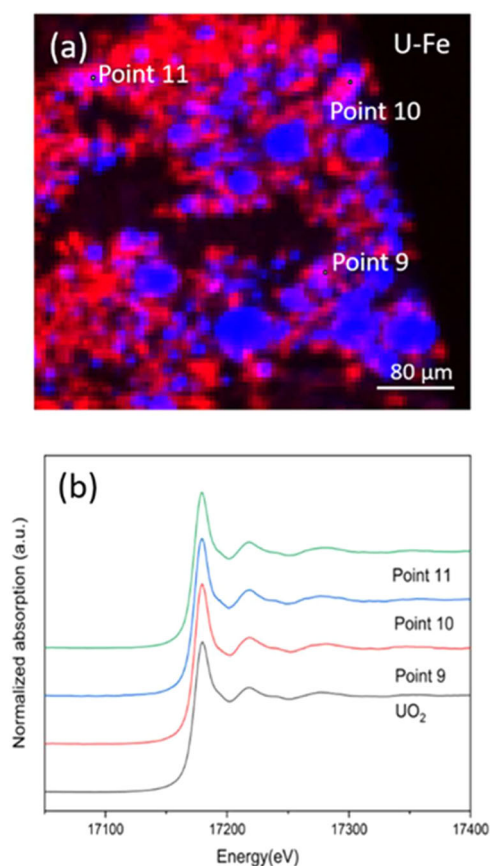 (a)
U-Fe
Point 11
Point 10
Point 9
80 μm
(b)
Normalized absorption (a.u.)
Point 11
Point 10
Point 9
UO₂
17100
17200
17300
17400
Energy(eV)